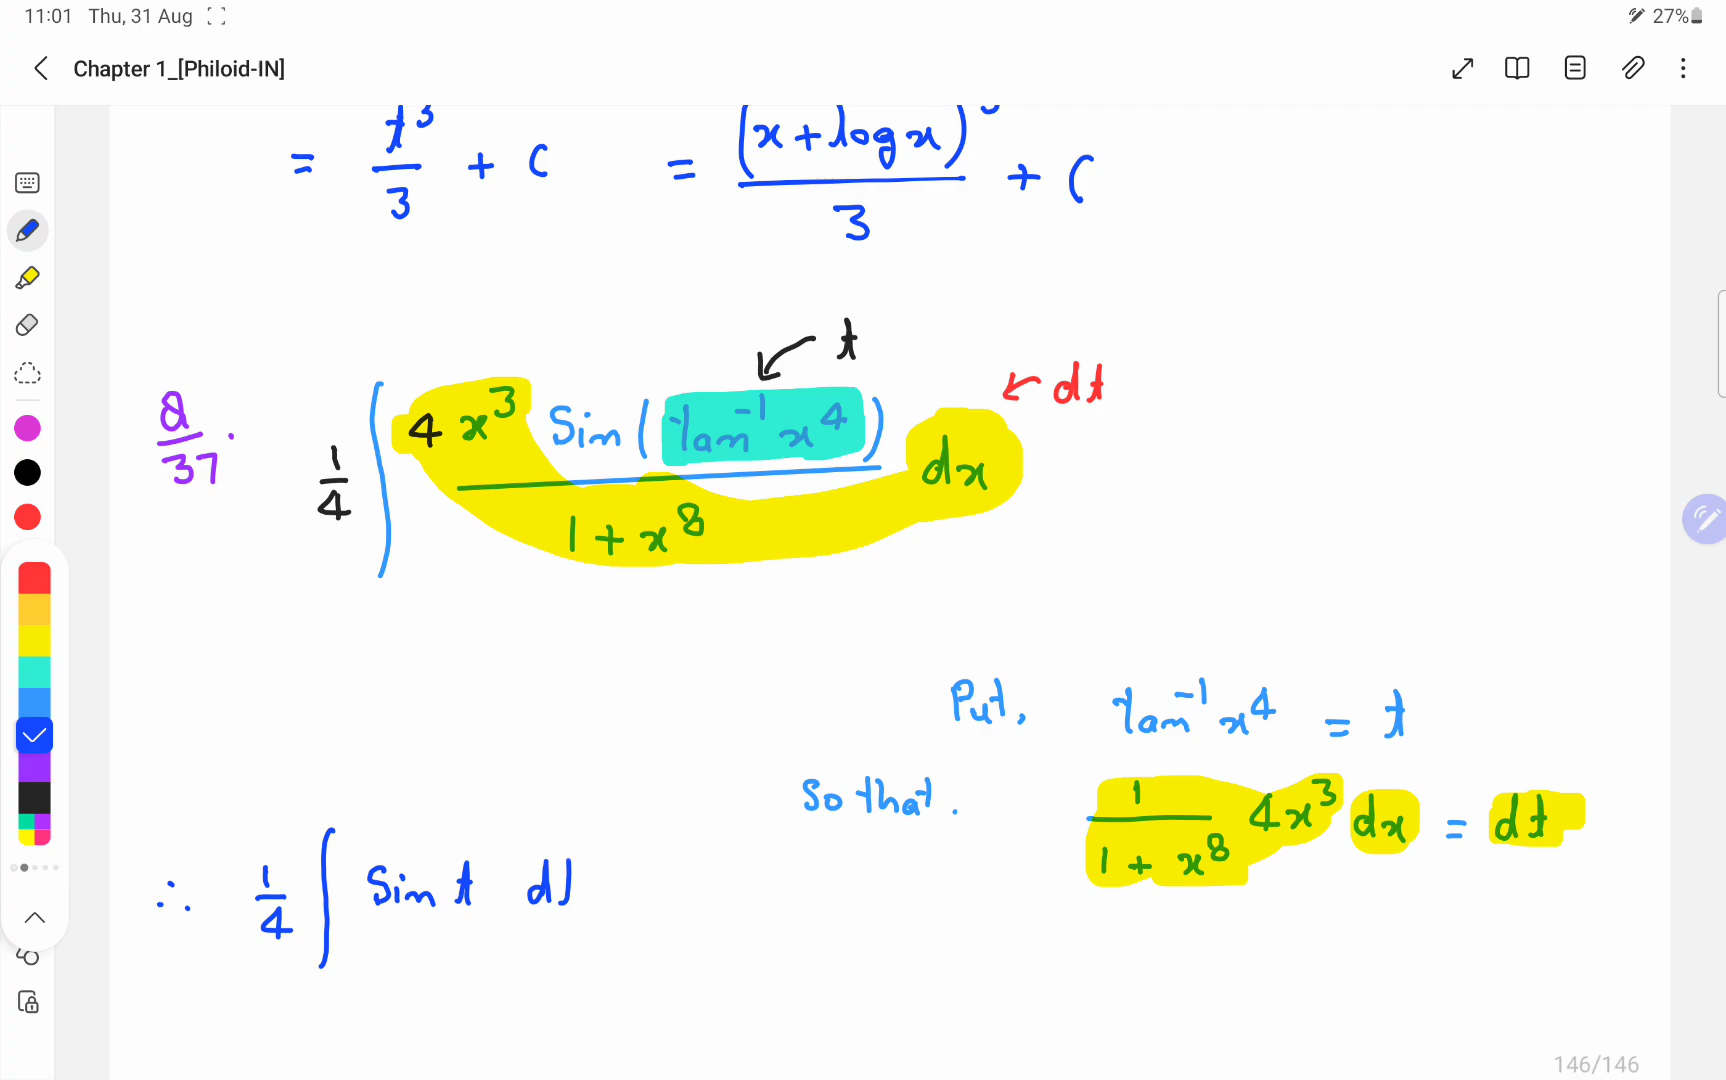 11:01 Thu, 31 Aug 27%
Chapter 1_[Philoid-IN]
= t³/3 + C = (x + log x)³/3 + C
t
dt
Q/37. 1/4 ∫ 4x³ Sin(tan⁻¹ x⁴)/(1 + x⁸) dx
Put, tan⁻¹ x⁴ = t
So that. 1/(1 + x⁸) 4x³ dx = dt
∴ 1/4 ∫ Sin t d
146/146